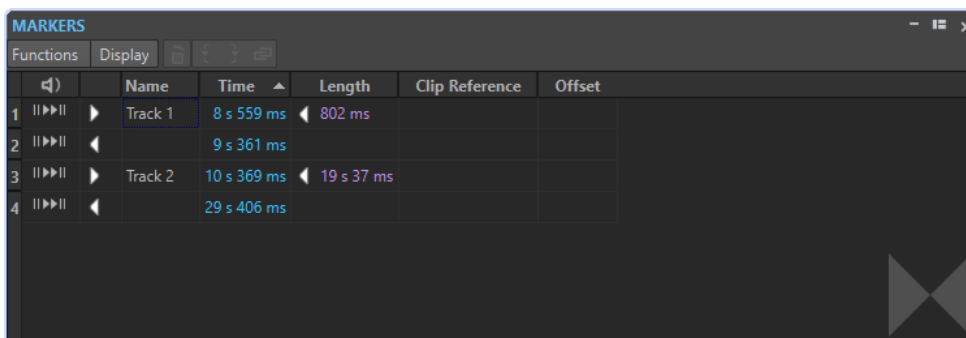 MARKERS
Functions Display
Name Time Length Clip Reference Offset
1 Track 1 8 s 559 ms 802 ms
2 9 s 361 ms
3 Track 2 10 s 369 ms 19 s 37 ms
4 29 s 406 ms